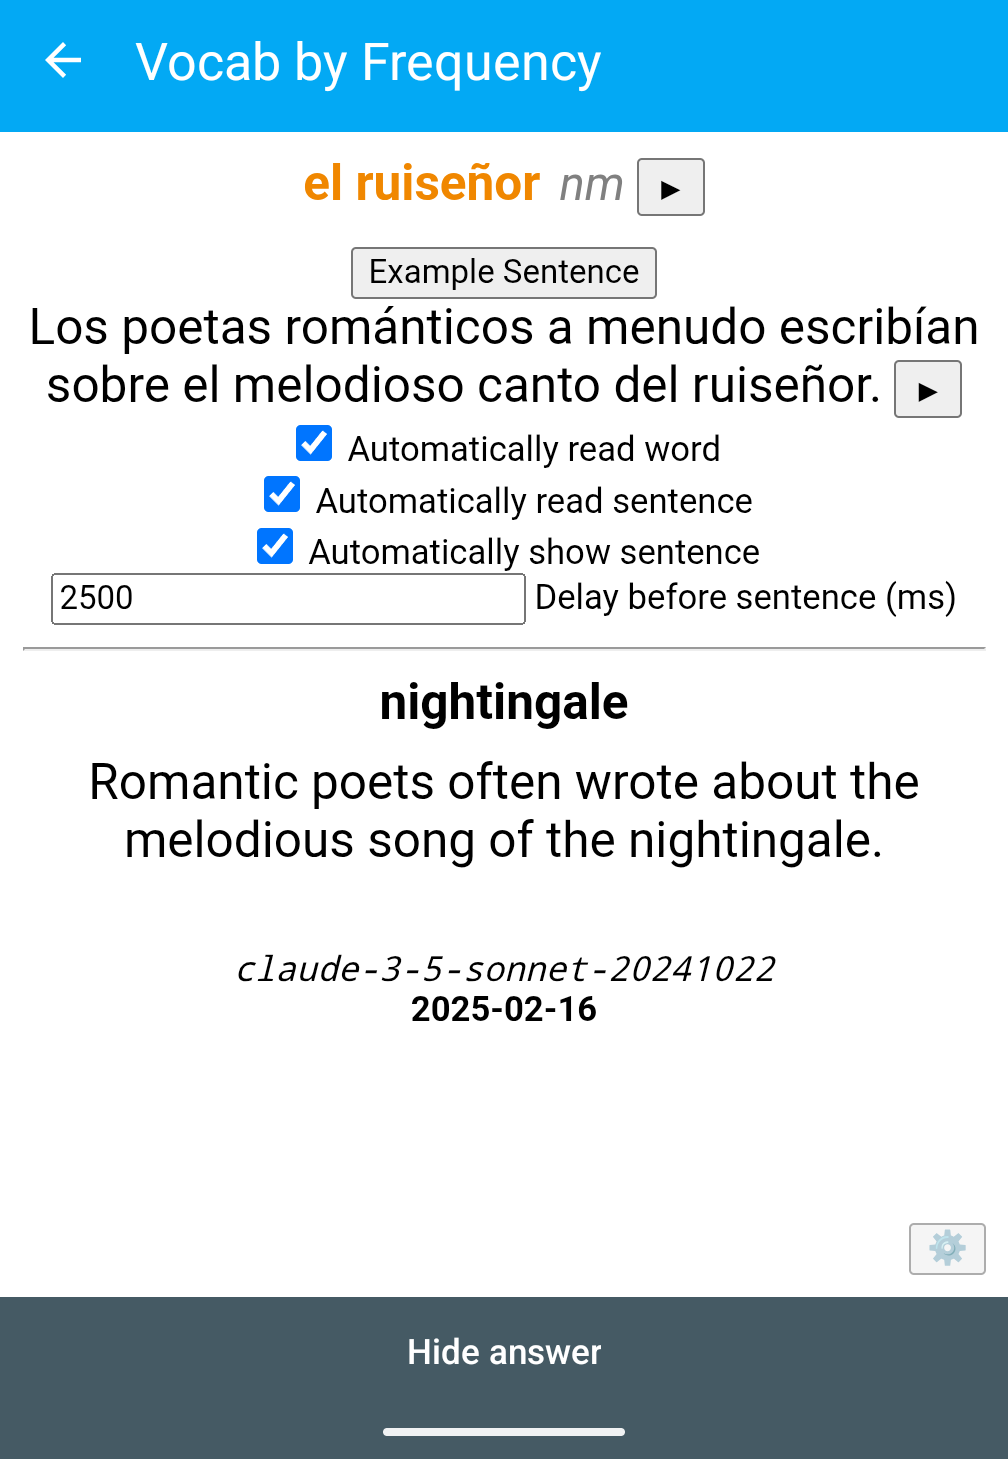 Vocab by Frequency
el ruiseñor nm ▶
Example Sentence
Los poetas románticos a menudo escribían
sobre el melodioso canto del ruiseñor. ▶
Automatically read word
Automatically read sentence
Automatically show sentence
2500 Delay before sentence (ms)
nightingale
Romantic poets often wrote about the
melodious song of the nightingale.
claude-3-5-sonnet-20241022
2025-02-16
Hide answer